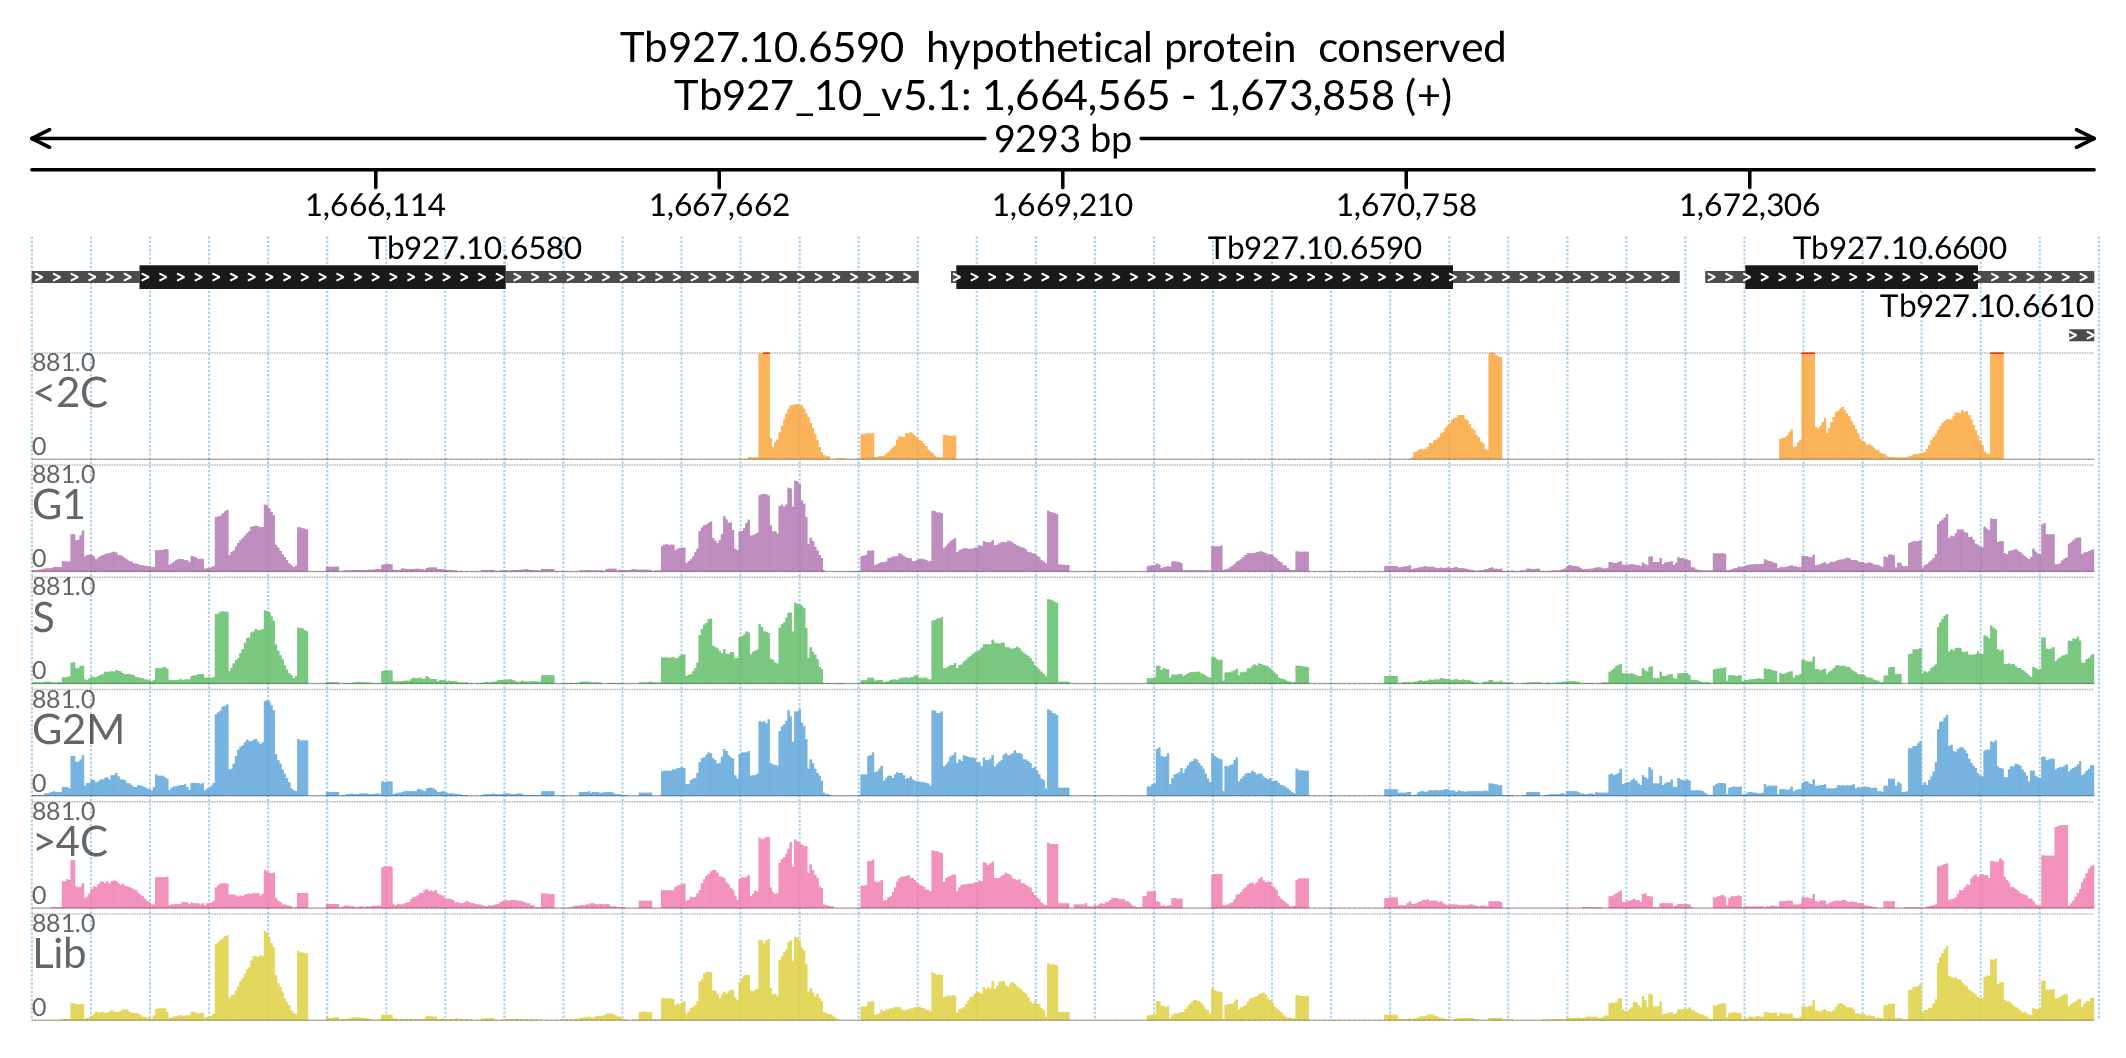 Tb927.10.6590  hypothetical protein  conserved
Tb927_10_v5.1: 1,664,565 - 1,673,858 (+)
9293 bp
1,666,114 1,667,662 1,669,210 1,670,758 1,672,306
Tb927.10.6580 Tb927.10.6590 Tb927.10.6600
Tb927.10.6610
881.0
<2C
0
881.0
G1
0
881.0
S
0
881.0
G2M
0
881.0
>4C
0
881.0
Lib
0